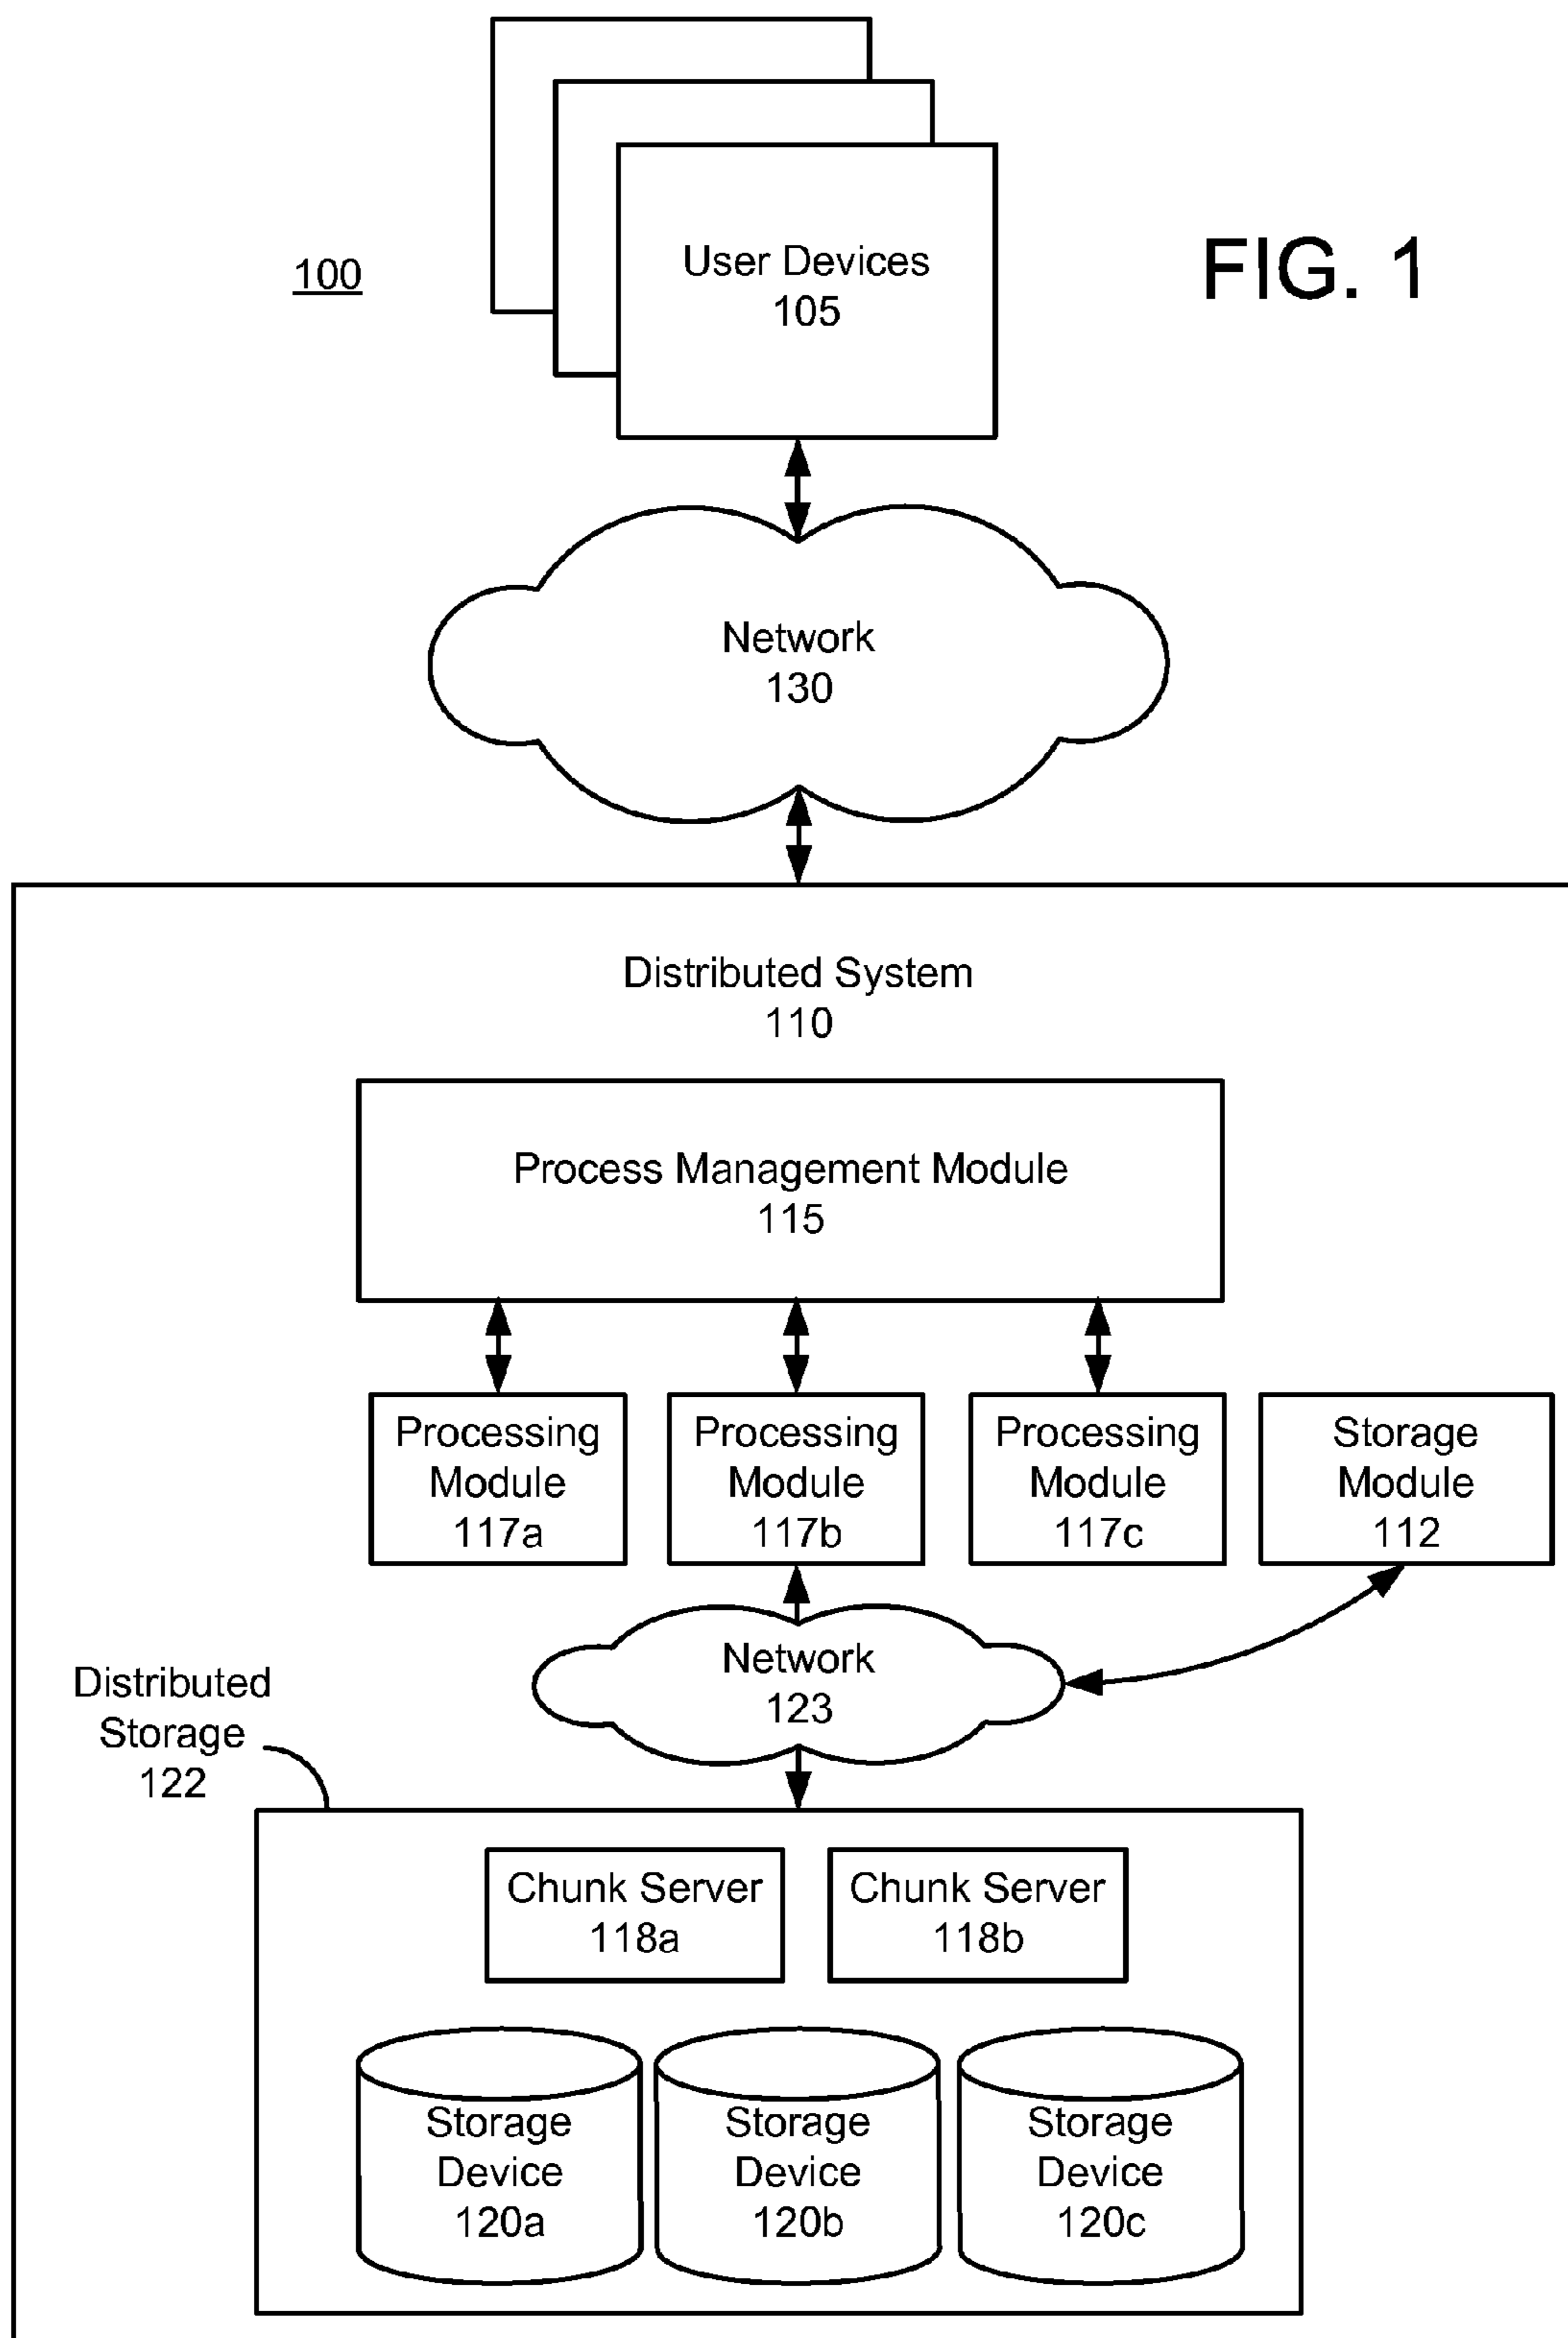 100
User Devices
105
FIG. 1
Network
130
Distributed System
110
Process Management Module
115
Processing
Module
117a
Processing
Module
117b
Processing
Module
117c
Storage
Module
112
Network
123
Distributed
Storage
122
Chunk Server
118a
Chunk Server
118b
Storage
Device
120a
Storage
Device
120b
Storage
Device
120c